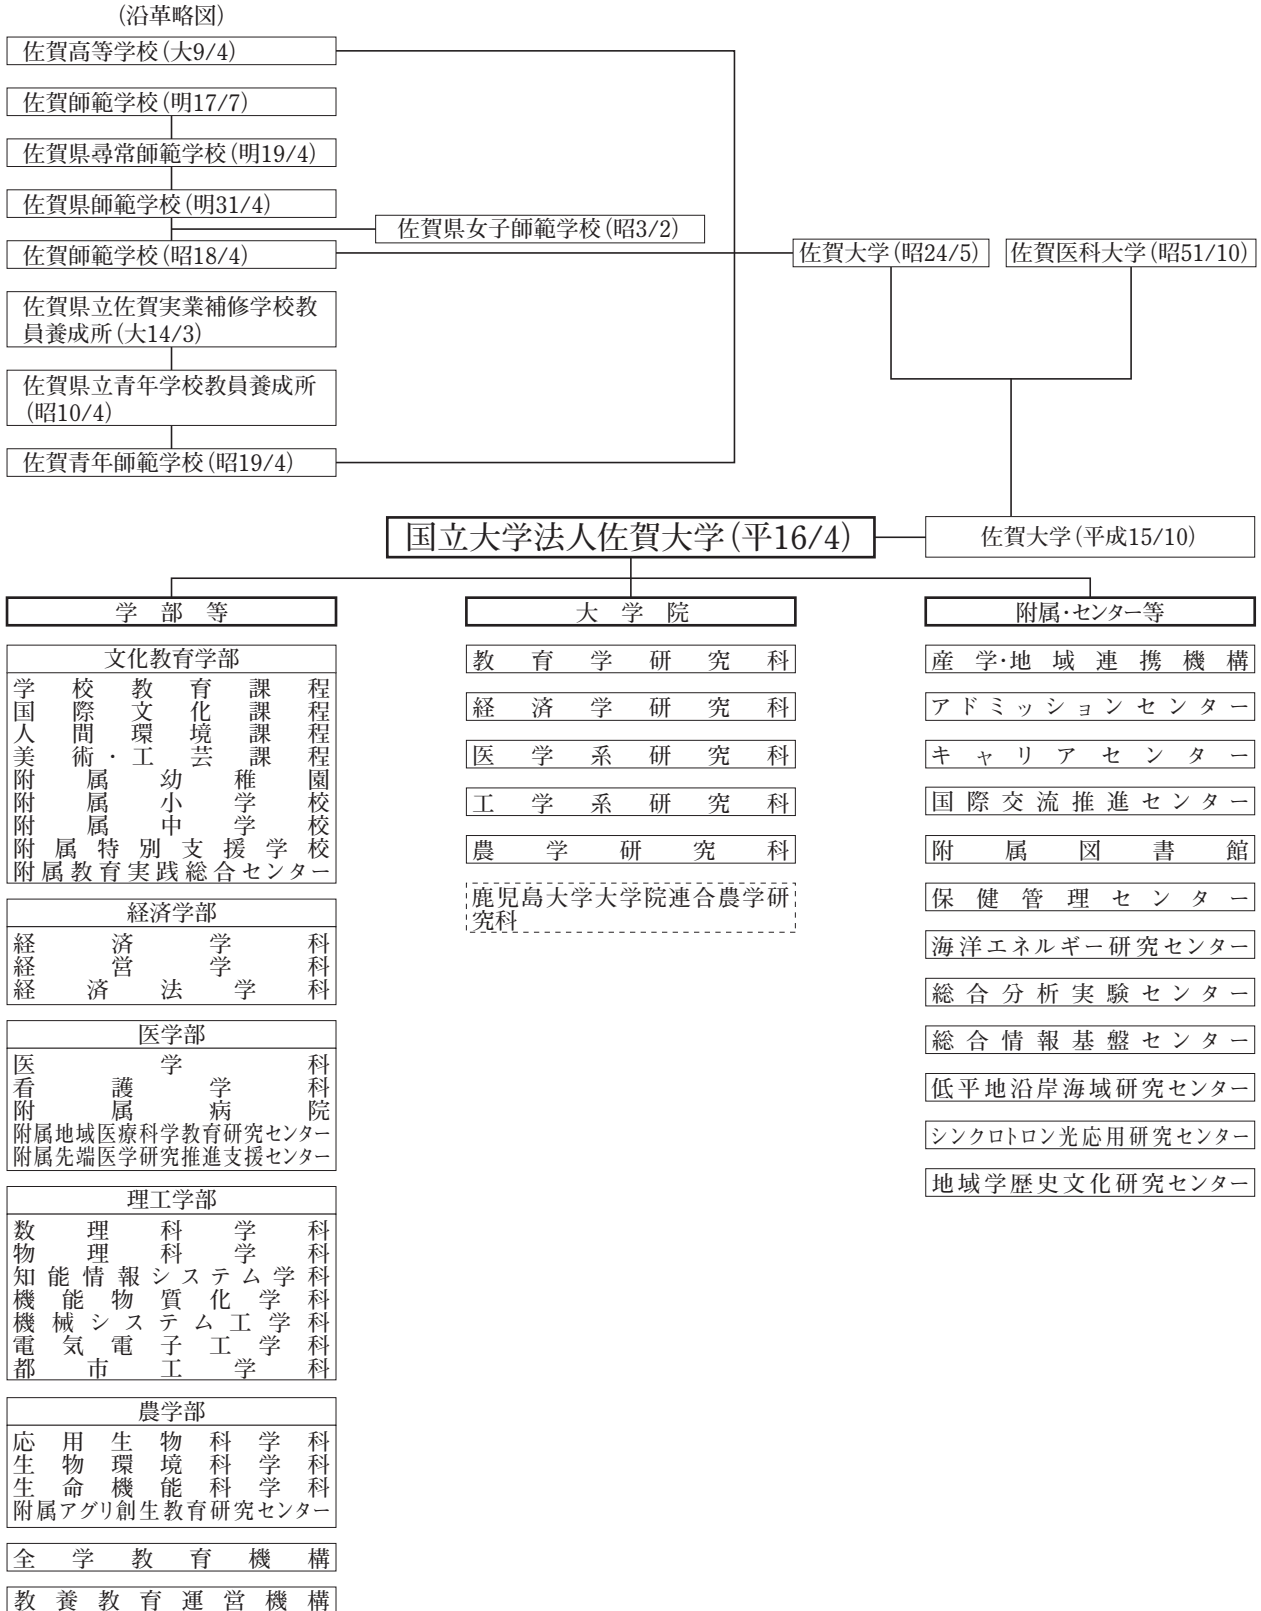 (沿革略図)
佐賀高等学校(大9/4)
佐賀師範学校(明17/7)
佐賀県尋常師範学校(明19/4)
佐賀県師範学校(明31/4)
佐賀県女子師範学校(昭3/2)
佐賀師範学校(昭18/4)
佐賀大学(昭24/5)
佐賀医科大学(昭51/10)
佐賀県立佐賀実業補修学校教
員養成所(大14/3)
佐賀県立青年学校教員養成所
(昭10/4)
佐賀青年師範学校(昭19/4)
国立大学法人佐賀大学(平16/4)
佐賀大学(平成15/10)
学部等
文化教育学部
学校教育課程
国際文化課程
人間環境課程
美術・工芸課程
附属幼稚園
附属小学校
附属中学校
附属特別支援学校
附属教育実践総合センター
経済学部
経済学科
経営学科
経済法学科
医学部
医学科
看護学科
附属病院
附属地域医療科学教育研究センター
附属先端医学研究推進支援センター
理工学部
数理科学科
物理科学科
知能情報システム学科
機能物質化学科
機械システム工学科
電気電子工学科
都市工学科
農学部
応用生物科学科
生物環境科学科
生命機能科学科
附属アグリ創生教育研究センター
全学教育機構
教養教育運営機構
大学院
教育学研究科
経済学研究科
医学系研究科
工学系研究科
農学研究科
鹿児島大学大学院連合農学研
究科
附属・センター等
産学・地域連携機構
アドミッションセンター
キャリアセンター
国際交流推進センター
附属図書館
保健管理センター
海洋エネルギー研究センター
総合分析実験センター
総合情報基盤センター
低平地沿岸海域研究センター
シンクロトロン光応用研究センター
地域学歴史文化研究センター